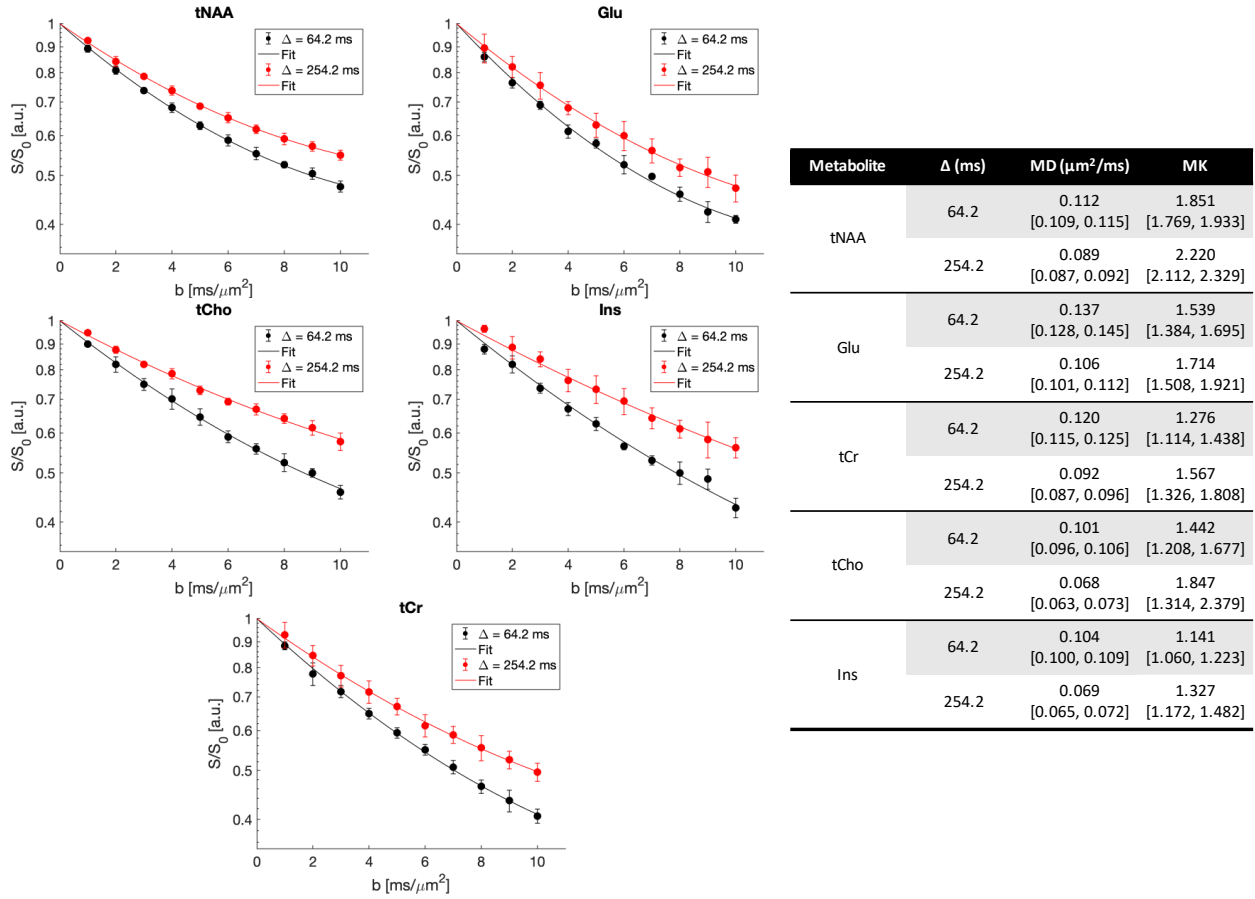 tNAA
S/S0 [a.u.]
1
0.9
0.8
0.7
0.6
0.5
0.4
Δ = 64.2 ms
Fit
Δ = 254.2 ms
Fit
0 2 4 6 8 10
b [ms/μm²]
Glu
S/S0 [a.u.]
1
0.9
0.8
0.7
0.6
0.5
0.4
Δ = 64.2 ms
Fit
Δ = 254.2 ms
Fit
0 2 4 6 8 10
b [ms/μm²]
tCho
S/S0 [a.u.]
1
0.9
0.8
0.7
0.6
0.5
0.4
Δ = 64.2 ms
Fit
Δ = 254.2 ms
Fit
0 2 4 6 8 10
b [ms/μm²]
Ins
S/S0 [a.u.]
1
0.9
0.8
0.7
0.6
0.5
0.4
Δ = 64.2 ms
Fit
Δ = 254.2 ms
Fit
0 2 4 6 8 10
b [ms/μm²]
tCr
S/S0 [a.u.]
1
0.9
0.8
0.7
0.6
0.5
0.4
Δ = 64.2 ms
Fit
Δ = 254.2 ms
Fit
0 2 4 6 8 10
b [ms/μm²]
Metabolite Δ (ms) MD (μm²/ms) MK
tNAA
64.2 0.112 1.851
[0.109, 0.115] [1.769, 1.933]
254.2 0.089 2.220
[0.087, 0.092] [2.112, 2.329]
Glu
64.2 0.137 1.539
[0.128, 0.145] [1.384, 1.695]
254.2 0.106 1.714
[0.101, 0.112] [1.508, 1.921]
tCr
64.2 0.120 1.276
[0.115, 0.125] [1.114, 1.438]
254.2 0.092 1.567
[0.087, 0.096] [1.326, 1.808]
tCho
64.2 0.101 1.442
[0.096, 0.106] [1.208, 1.677]
254.2 0.068 1.847
[0.063, 0.073] [1.314, 2.379]
Ins
64.2 0.104 1.141
[0.100, 0.109] [1.060, 1.223]
254.2 0.069 1.327
[0.065, 0.072] [1.172, 1.482]